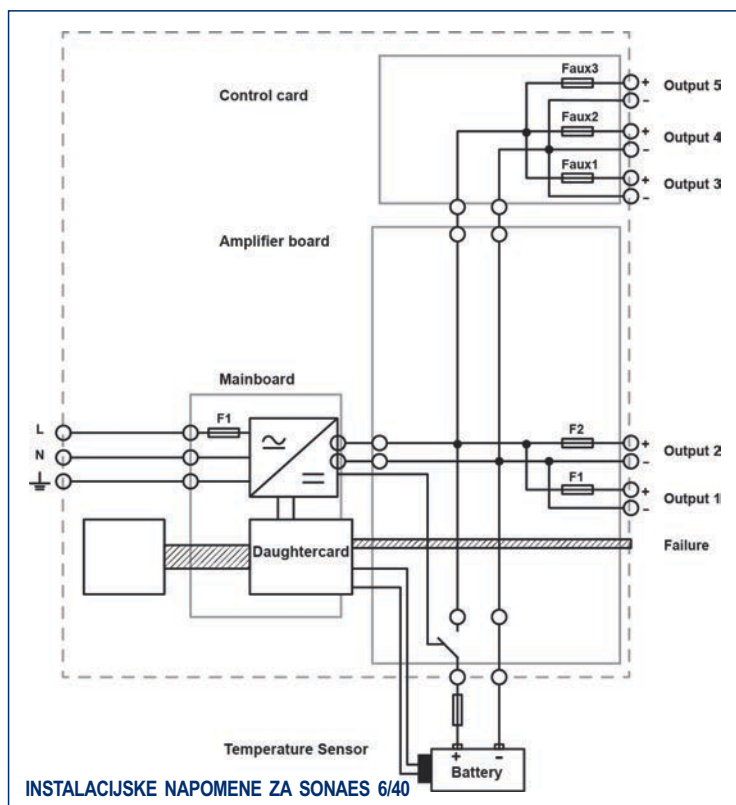 Faux3
+
Output 5
Control card
-
Faux2
+
Output 4
-
Faux1
+
Output 3
-
Amplifier board
Mainboard
L
F1
F2
+
N
-
Output 2
F1
+
Output 1
-
Daughtercard
Failure
Temperature Sensor
+ -
Battery
INSTALACIJSKE NAPOMENE ZA SONAES 6/40